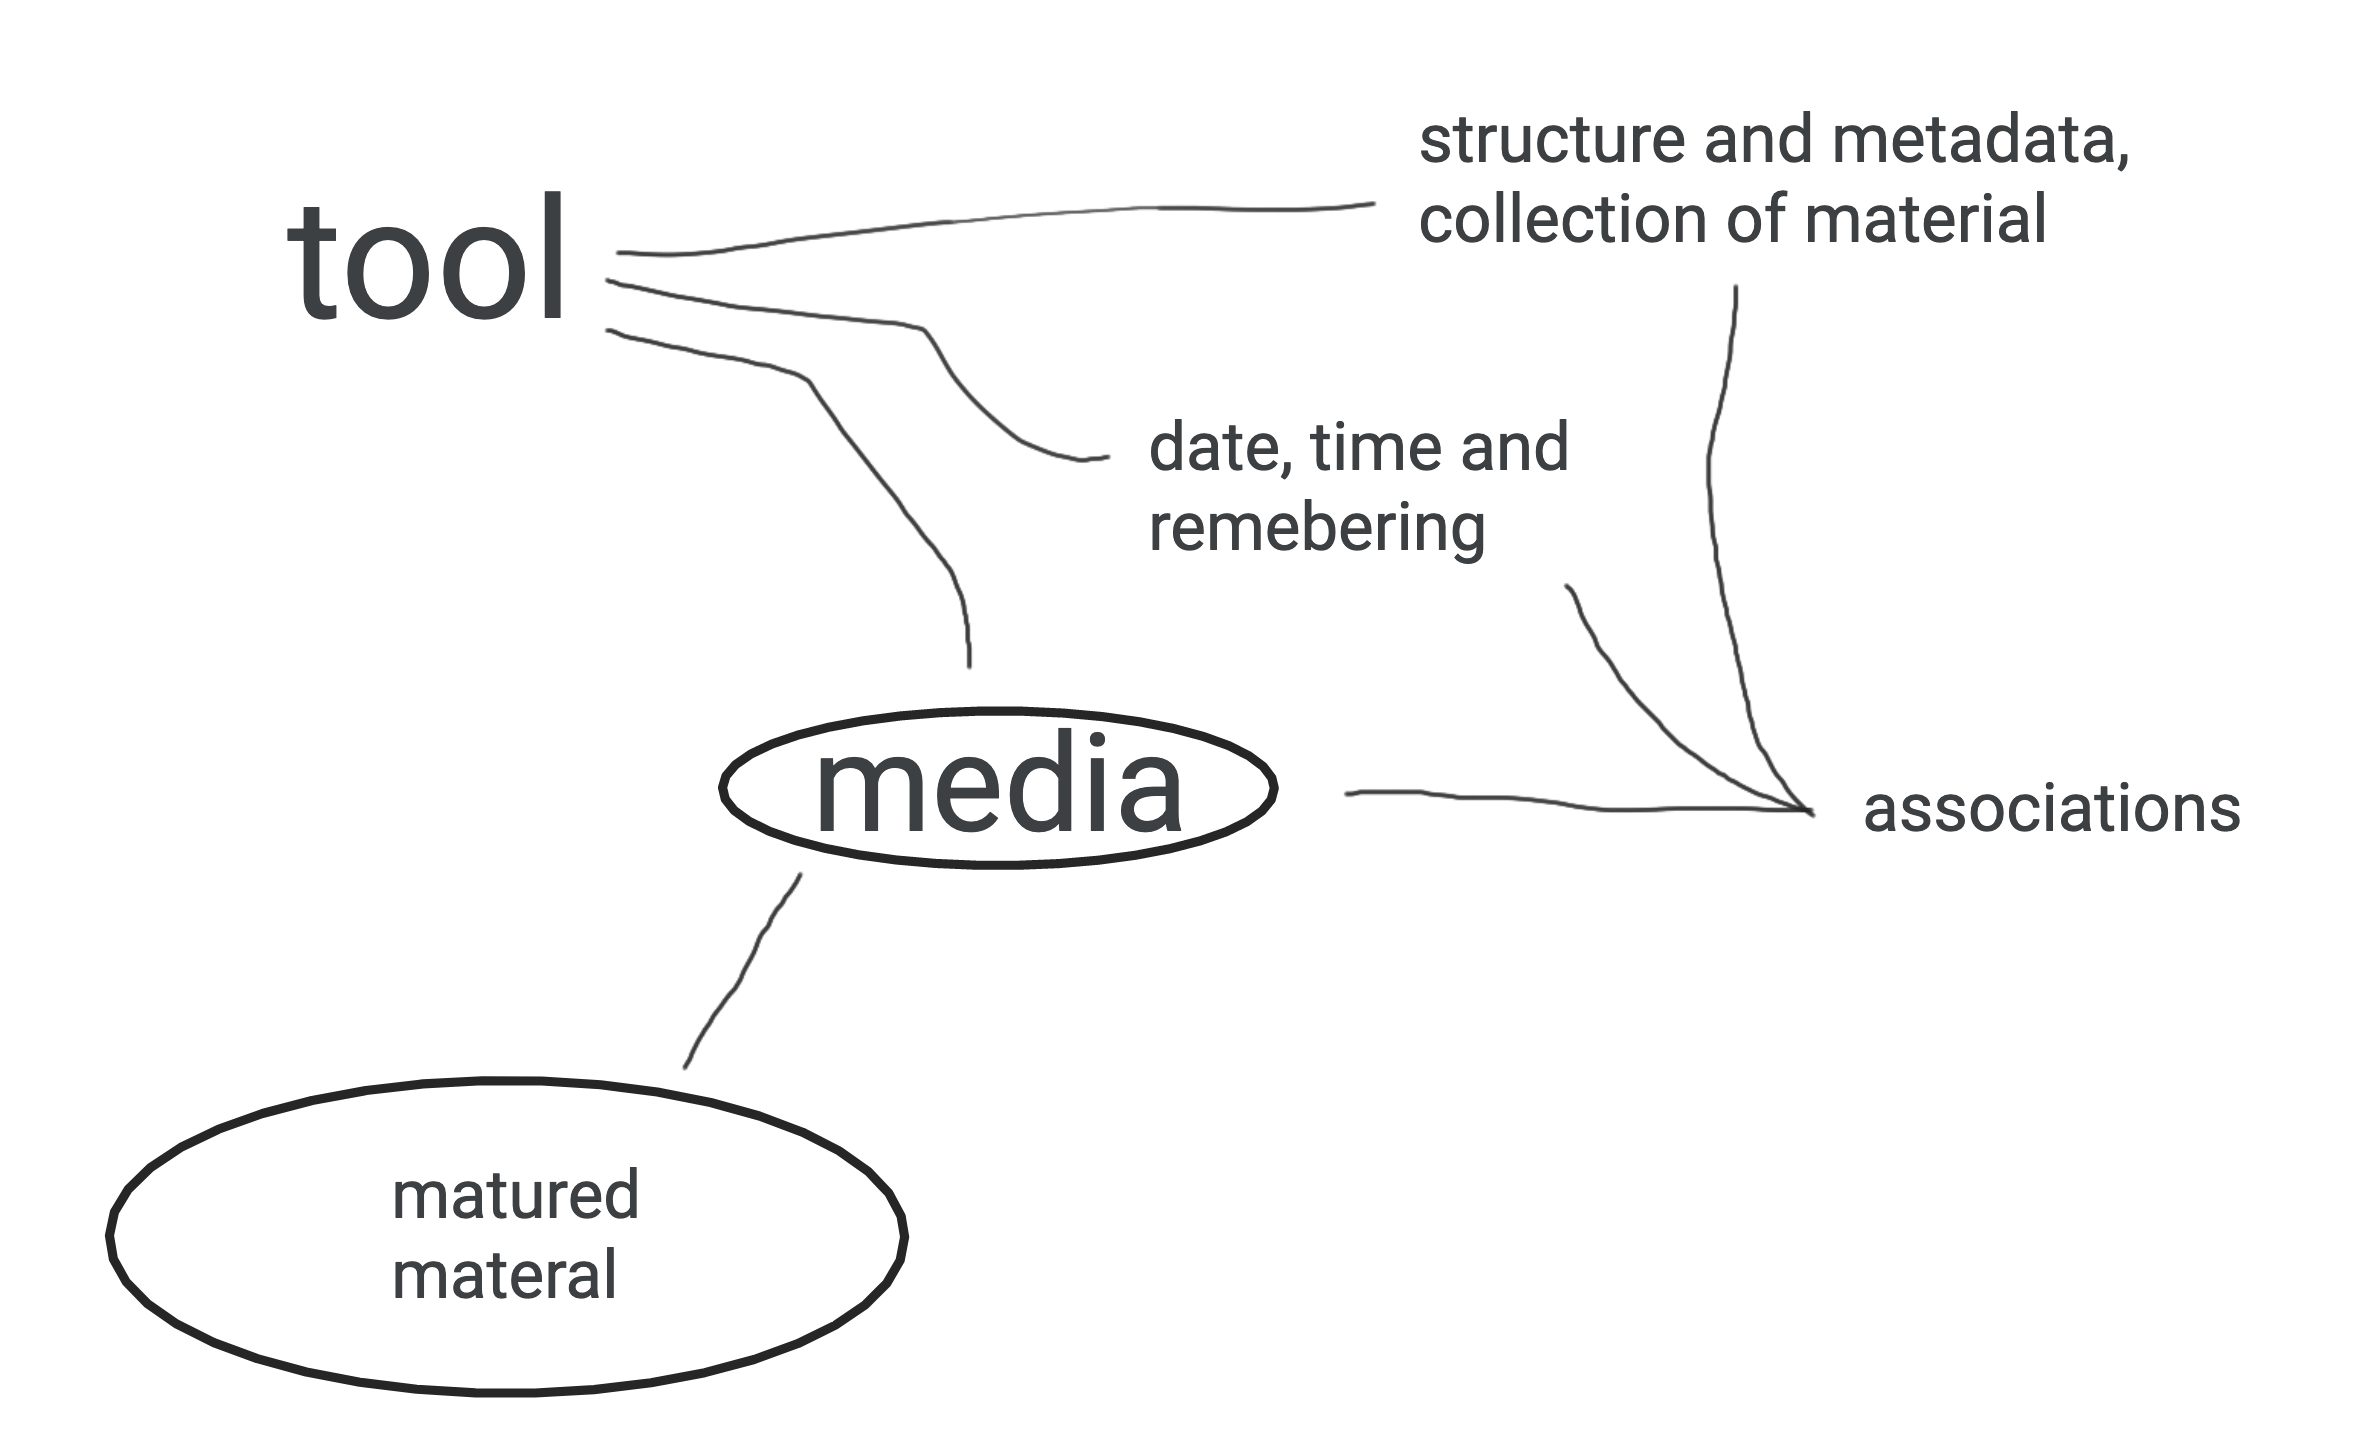 structure and metadata,
collection of material
tool
date, time and
remebering
media
associations
matured
materal